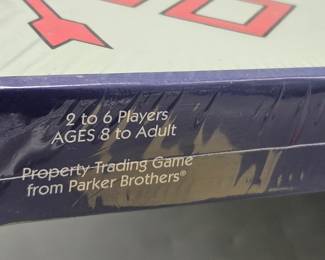 2 to 6 Players
AGES 8 to Adult
Property Trading Game
from Parker Brothers®